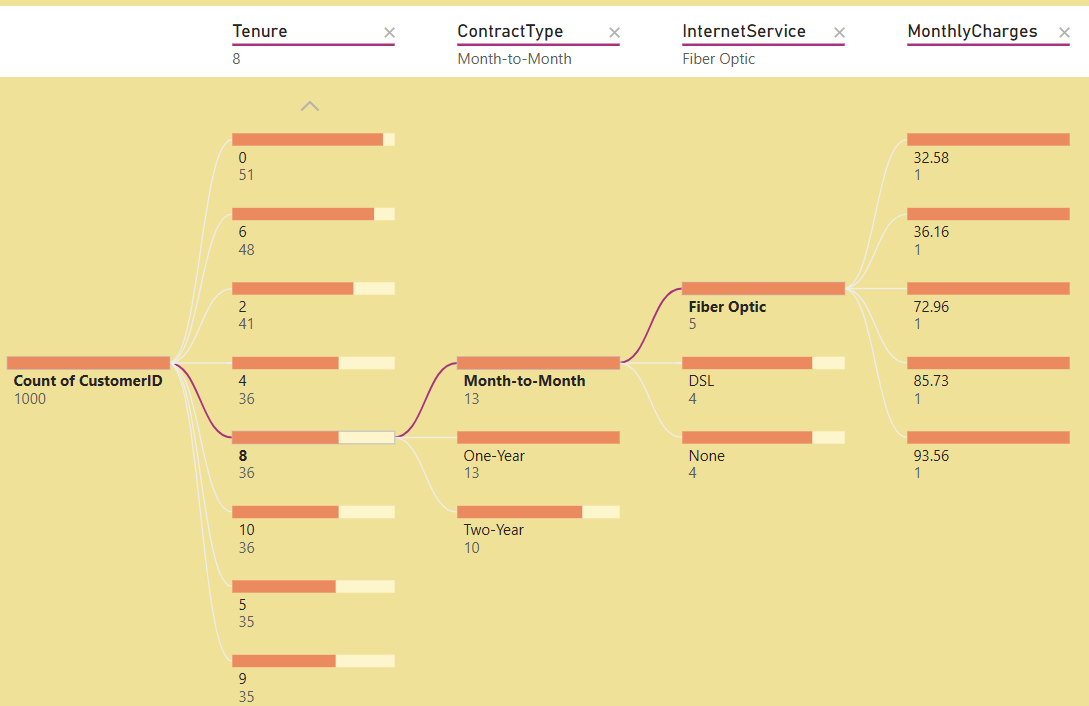 Tenure
8
ContractType
Month-to-Month
InternetService
Fiber Optic
MonthlyCharges
Count of CustomerID
1000
0
51
6
48
2
41
4
36
8
36
10
36
5
35
9
35
Month-to-Month
13
One-Year
13
Two-Year
10
Fiber Optic
5
DSL
4
None
4
32.58
1
36.16
1
72.96
1
85.73
1
93.56
1